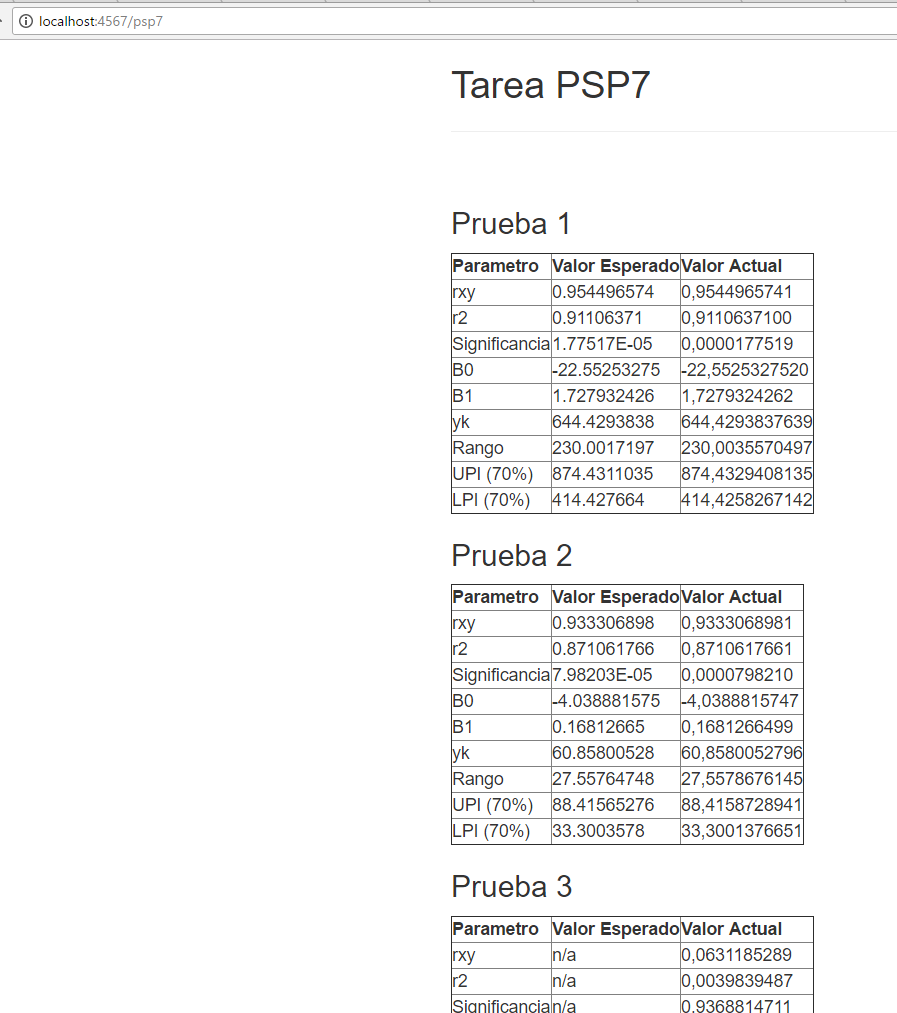 localhost:4567/psp7
Tarea PSP7
Prueba 1
Parametro Valor Esperado Valor Actual
rxy 0.954496574 0,9544965741
r2 0.91106371 0,9110637100
Significancia 1.77517E-05 0,0000177519
B0 -22.55253275 -22,5525327520
B1 1.727932426 1,7279324262
yk 644.4293838 644,4293837639
Rango 230.0017197 230,0035570497
UPI (70%) 874.4311035 874,4329408135
LPI (70%) 414.427664 414,4258267142
Prueba 2
Parametro Valor Esperado Valor Actual
rxy 0.933306898 0,9333068981
r2 0.871061766 0,8710617661
Significancia 7.98203E-05 0,0000798210
B0 -4.038881575 -4,0388815747
B1 0.16812665 0,1681266499
yk 60.85800528 60,8580052796
Rango 27.55764748 27,5578676145
UPI (70%) 88.41565276 88,4158728941
LPI (70%) 33.3003578 33,3001376651
Prueba 3
Parametro Valor Esperado Valor Actual
rxy n/a 0,0631185289
r2 n/a 0,0039839487
Significancia n/a 0,9368814711